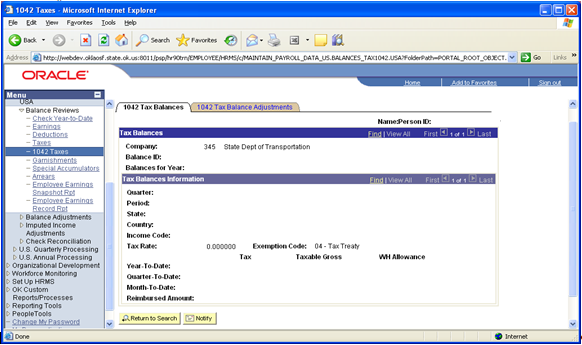 1042 Taxes - Microsoft Internet Explorer
File Edit View Favorites Tools Help
Back Search Favorites
Address http://webdev.oklaosf.state.ok.us:8011/psp/hr90trn/EMPLOYEE/HRMS/c/MAINTAIN_PAYROLL_DATA_US.BALANCES_TAX1042.USA?folderPath=PORTAL_ROOT_OBJECT. Go Links »
ORACLE
Home Add to Favorites Sign out
Menu
USA
Balance Reviews
Check Year-to-Date
Earnings
Deductions
Taxes
1042 Taxes
Garnishments
Special Accumulators
Arrears
Employee Earnings
Snapshot Rpt
Employee Earnings
Record Rpt
Balance Adjustments
Imputed Income
Adjustments
Check Reconciliation
U.S. Quarterly Processing
U.S. Annual Processing
Organizational Development
Workforce Monitoring
Set Up HRMS
OK Custom
Reports/Processes
Reporting Tools
PeopleTools
Change My Password
1042 Tax Balances 1042 Tax Balance Adjustments
Name:Person ID:
Tax Balances Find | View All First 1 of 1 Last
Company: 345 State Dept of Transportation
Balance ID:
Balances for Year:
Tax Balances Information Find | View All First 1 of 1 Last
Quarter:
Period:
State:
Country:
Income Code:
Tax Rate: 0.000000 Exemption Code: 04 - Tax Treaty
Tax Taxable Gross WH Allowance
Year-To-Date:
Quarter-To-Date:
Month-To-Date:
Reimbursed Amount:
Return to Search Notify
Done Internet